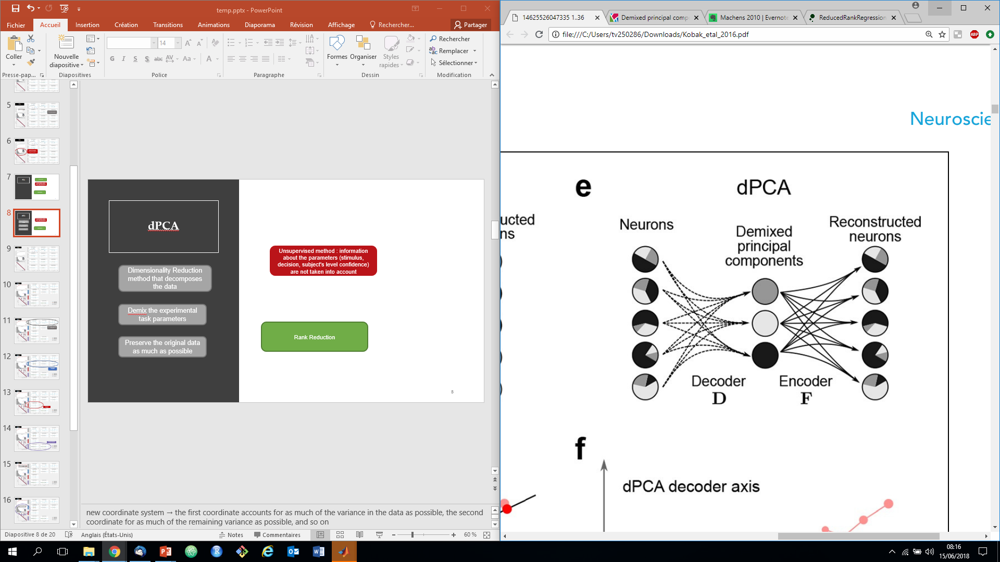 temp.pptx - PowerPoint
Fichier
Accueil
Insertion
Création
Transitions
Animations
Diaporama
Révision
Affichage
Rechercher...
Partager
Coller
Nouvelle
diapositive
14
G I S S abc AV Aa A
Formes
Organiser
Styles
rapides
Rechercher
Remplacer
Sélectionner
Presse-pap...
Diapositives
Police
Paragraphe
Dessin
Modification
5
6
7
8
9
10
11
12
13
14
15
16
dPCA
Dimensionality Reduction
method that decomposes
the data
Demix the experimental
task parameters
Preserve the original data
as much as possible
Unsupervised method : information
about the parameters (stimulus,
decision, subject's level confidence)
are not taken into account
Rank Reduction
8
new coordinate system → the first coordinate accounts for as much of the variance in the data as possible, the second
coordinate for as much of the remaining variance as possible, and so on
Diapositive 8 de 20
Anglais (États-Unis)
Notes
Commentaires
60 %
14625526047335 1..36
Demixed principal comp
Machens 2010 | Evernote
ReducedRankRegression
file:///C:/Users/tv250286/Downloads/Kobak_etal_2016.pdf
ABP
Neuroscie
ucted
ns
e
dPCA
Neurons
Demixed
principal
components
Reconstructed
neurons
Decoder
D
Encoder
F
f
dPCA decoder axis
08:16
15/06/2018